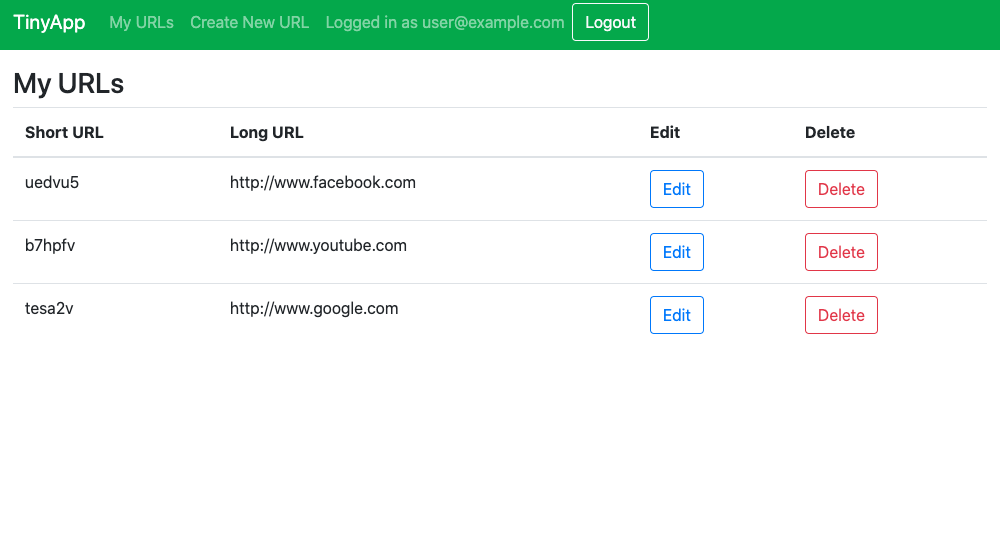 TinyApp My URLs Create New URL Logged in as user@example.com Logout
My URLs
Short URL Long URL Edit Delete
uedvu5 http://www.facebook.com Edit Delete
b7hpfv http://www.youtube.com Edit Delete
tesa2v http://www.google.com Edit Delete